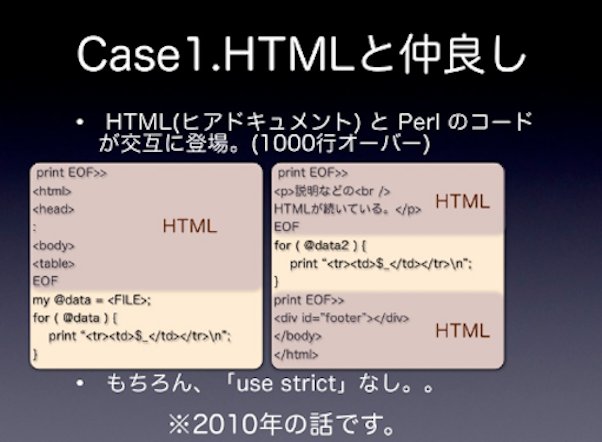 Case1.HTMLと仲良し
• HTML(ヒアドキュメント) と Perl のコード
が交互に登場。(1000行オーバー)
print EOF>>
<html>
<head>
:
<body>
<table>
EOF
HTML
my @data = <FILE>;
for ( @data ) {
print “<tr><td>$_</td></tr>\n”;
}
print EOF>>
<p>説明などの<br />
HTMLが続いている。</p>
EOF
HTML
for ( @data2 ) {
print “<tr><td>$_</td></tr>\n”;
}
print EOF>>
<div id=”footer”></div>
</body>
</html>
HTML
• もちろん、「use strict」なし。。
※2010年の話です。